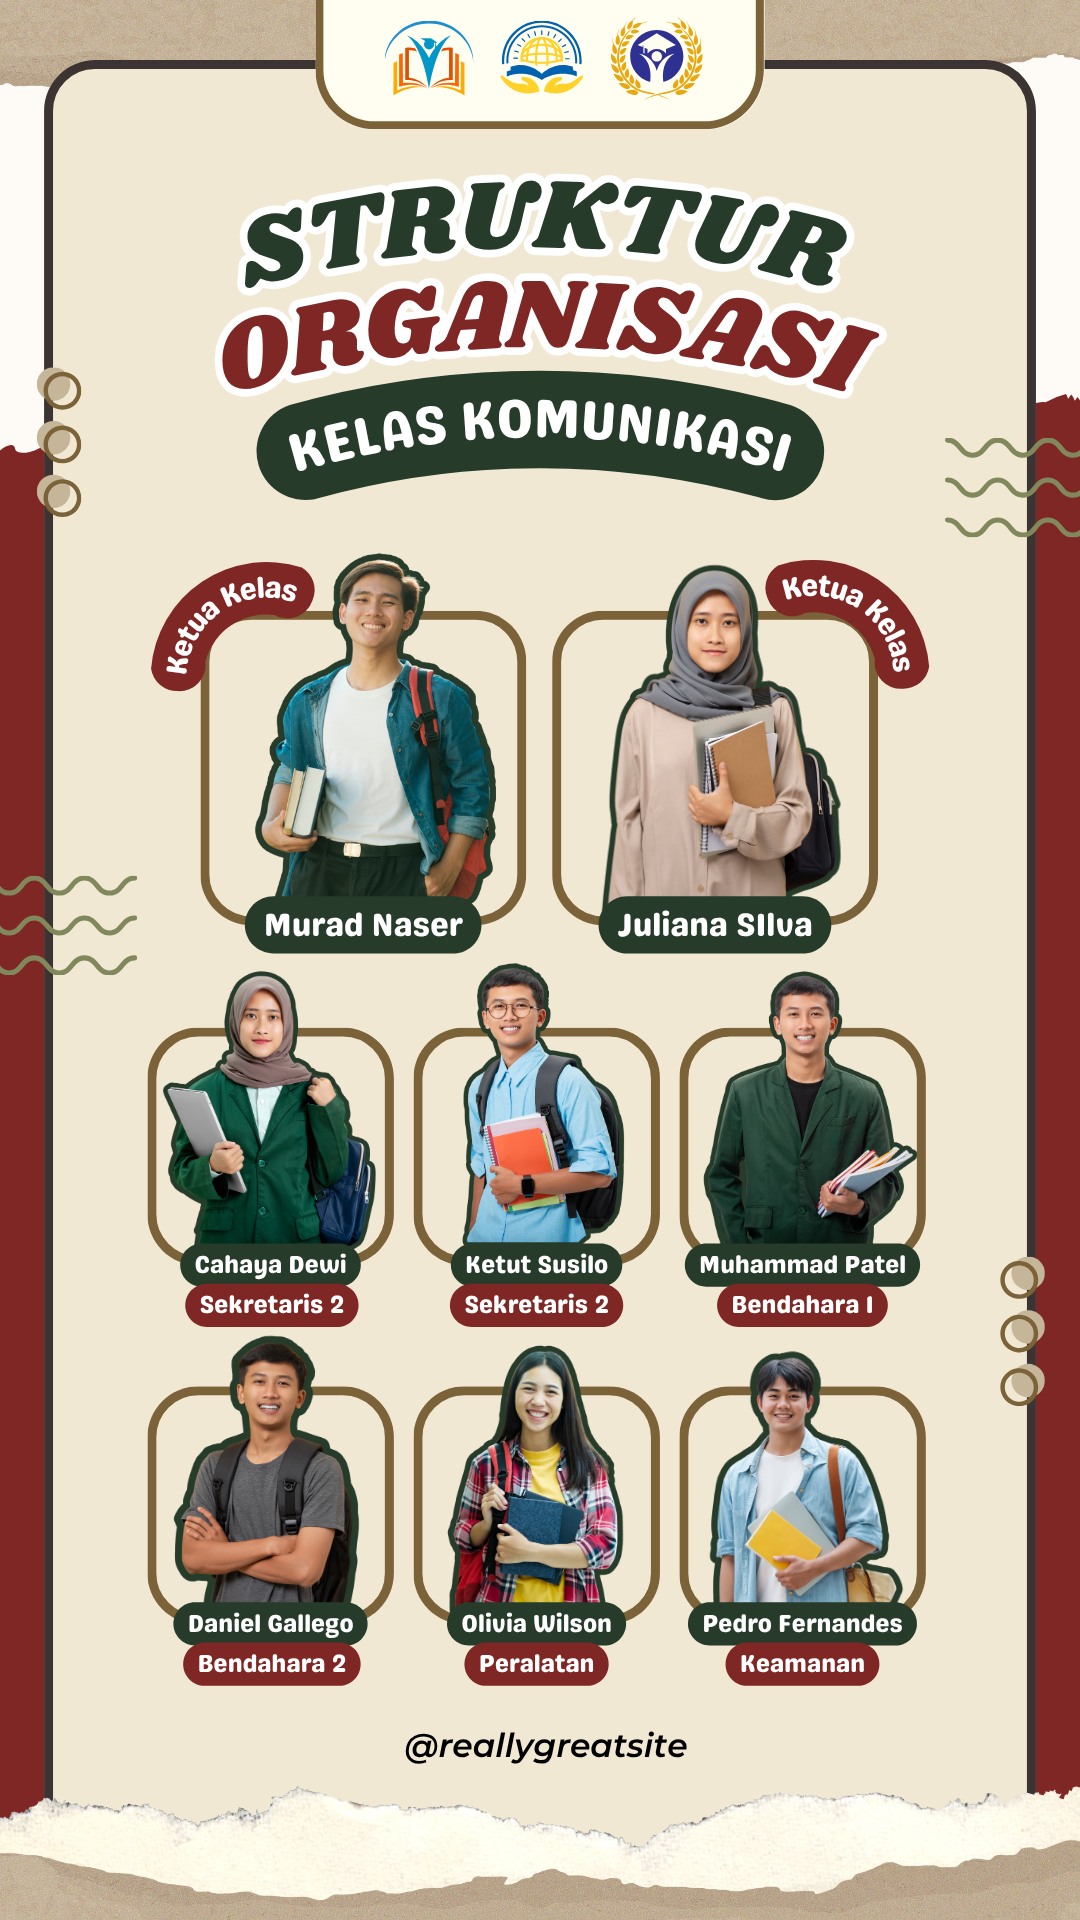 STRUKTUR
ORGANISASI
KELAS KOMUNIKASI
Ketua Kelas
Ketua Kelas
Murad Naser
Juliana SIlva
Cahaya Dewi
Sekretaris 2
Ketut Susilo
Sekretaris 2
Muhammad Patel
Bendahara I
Daniel Gallego
Bendahara 2
Olivia Wilson
Peralatan
Pedro Fernandes
Keamanan
@reallygreatsite